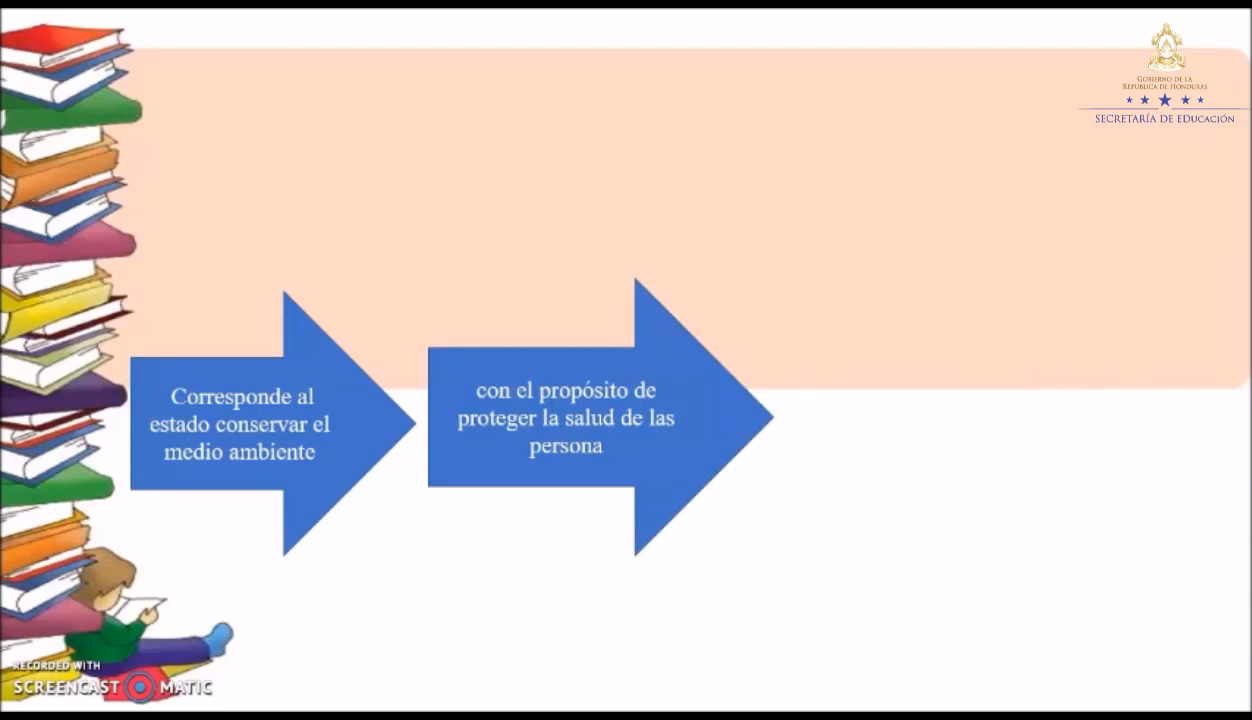 GOBIERNO DE LA
REPÚBLICA DE HONDURAS
SECRETARÍA DE EDUCACIÓN
Corresponde al
estado conservar el
medio ambiente
con el propósito de
proteger la salud de las
persona
RECORDED WITH
SCREENCAST MATIC